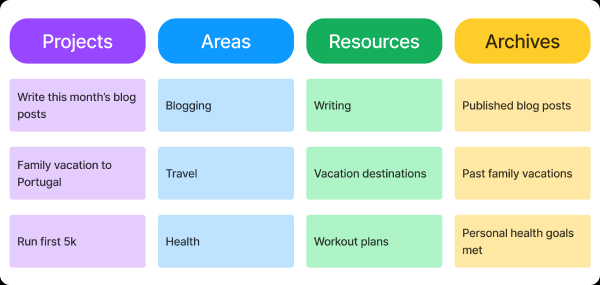 Projects
Areas
Resources
Archives
Write this month's blog
posts
Blogging
Writing
Published blog posts
Family vacation to
Portugal
Travel
Vacation destinations
Past family vacations
Run first 5k
Health
Workout plans
Personal health goals
met